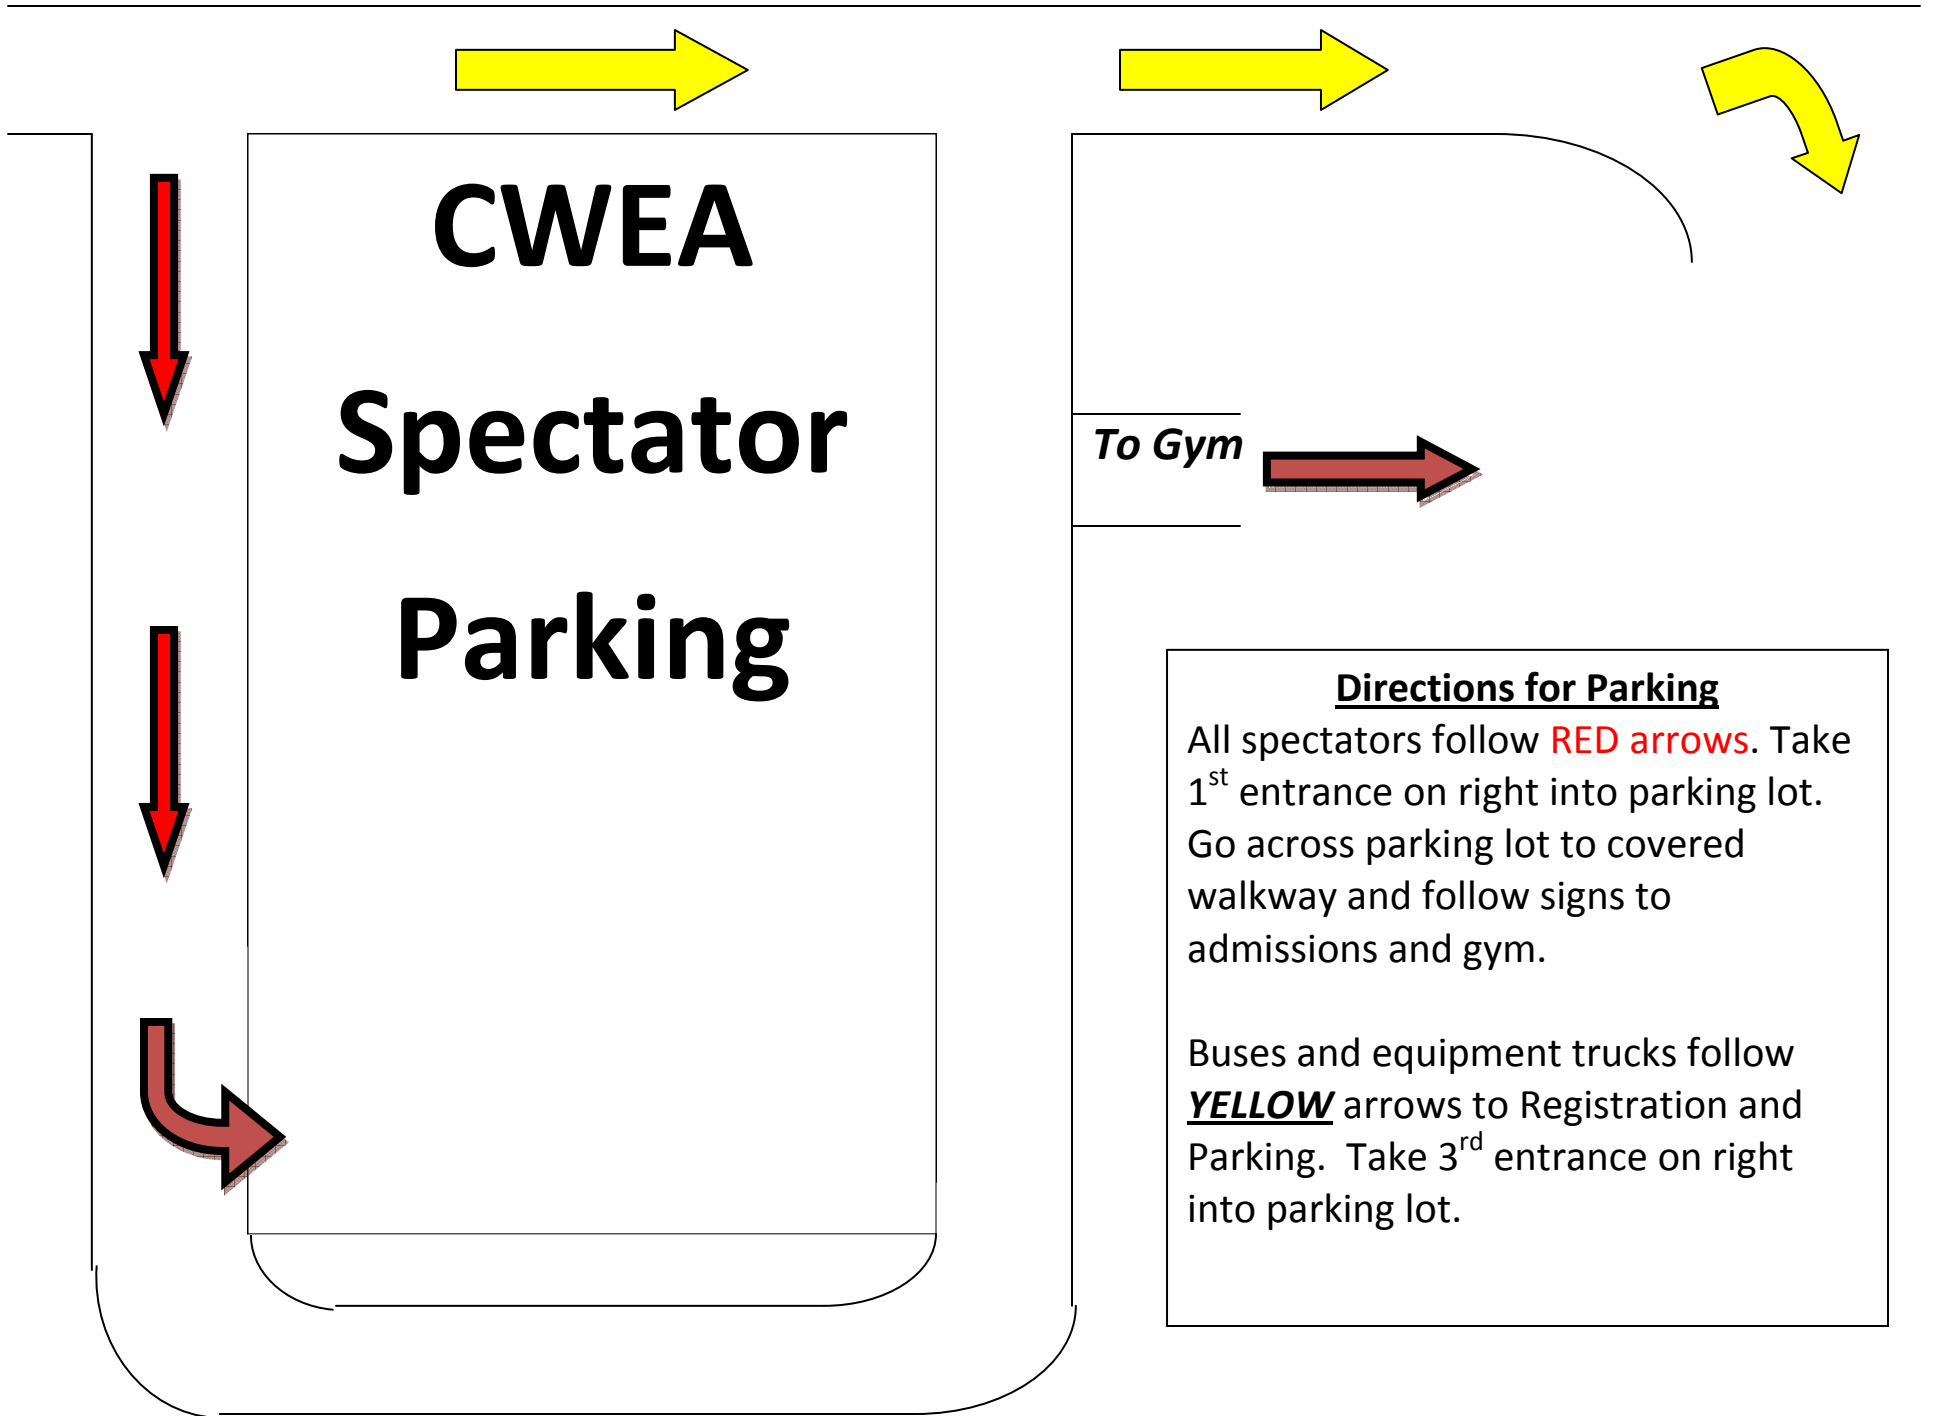 CWEA
Spectator
Parking
To Gym
Directions for Parking
All spectators follow RED arrows. Take
1st entrance on right into parking lot.
Go across parking lot to covered
walkway and follow signs to
admissions and gym.
Buses and equipment trucks follow
YELLOW arrows to Registration and
Parking.  Take 3rd entrance on right
into parking lot.